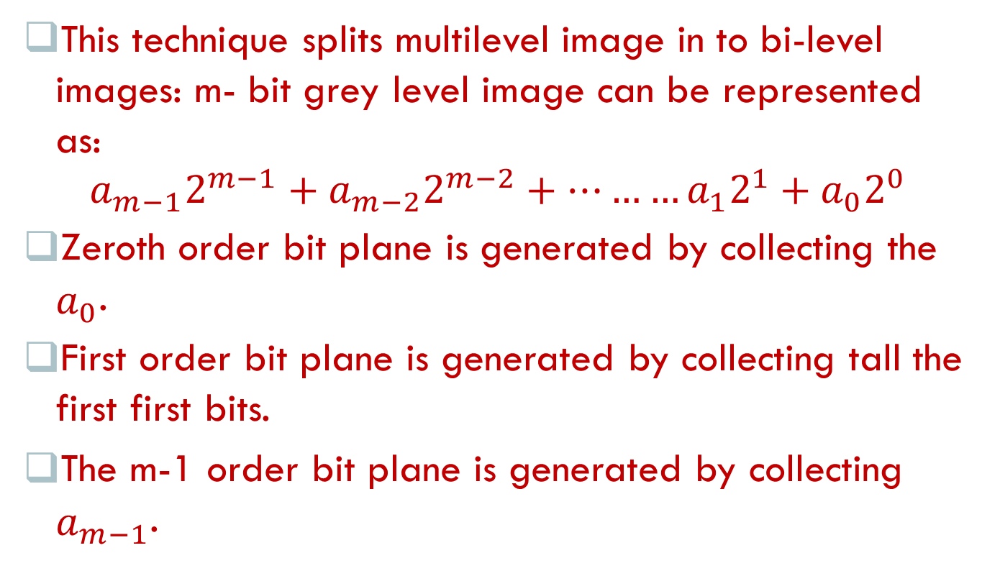 ❑This technique splits multilevel image in to bi-level
images: m- bit grey level image can be represented
as:
$a_{m-1}2^{m-1} + a_{m-2}2^{m-2} + \cdots \ldots \ldots a_1 2^1 + a_0 2^0$
❑Zeroth order bit plane is generated by collecting the
$a_0$.
❑First order bit plane is generated by collecting tall the
first first bits.
❑The m-1 order bit plane is generated by collecting
$a_{m-1}$.